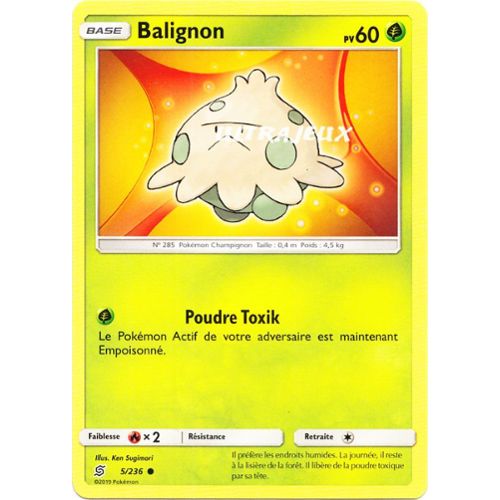 BASE
Balignon
PV60
ULTRAJEUX
N° 285 Pokémon Champignon Taille : 0,4 m Poids : 4,5 kg
Poudre Toxik
Le Pokémon Actif de votre adversaire est maintenant
Empoisonné.
Faiblesse × 2 Résistance Retraite
Illus. Ken Sugimori
5/236
©2019 Pokémon
Il préfère les endroits humides. La journée, il reste
à la lisière de la forêt. Il libère de la poudre toxique
par sa tête.